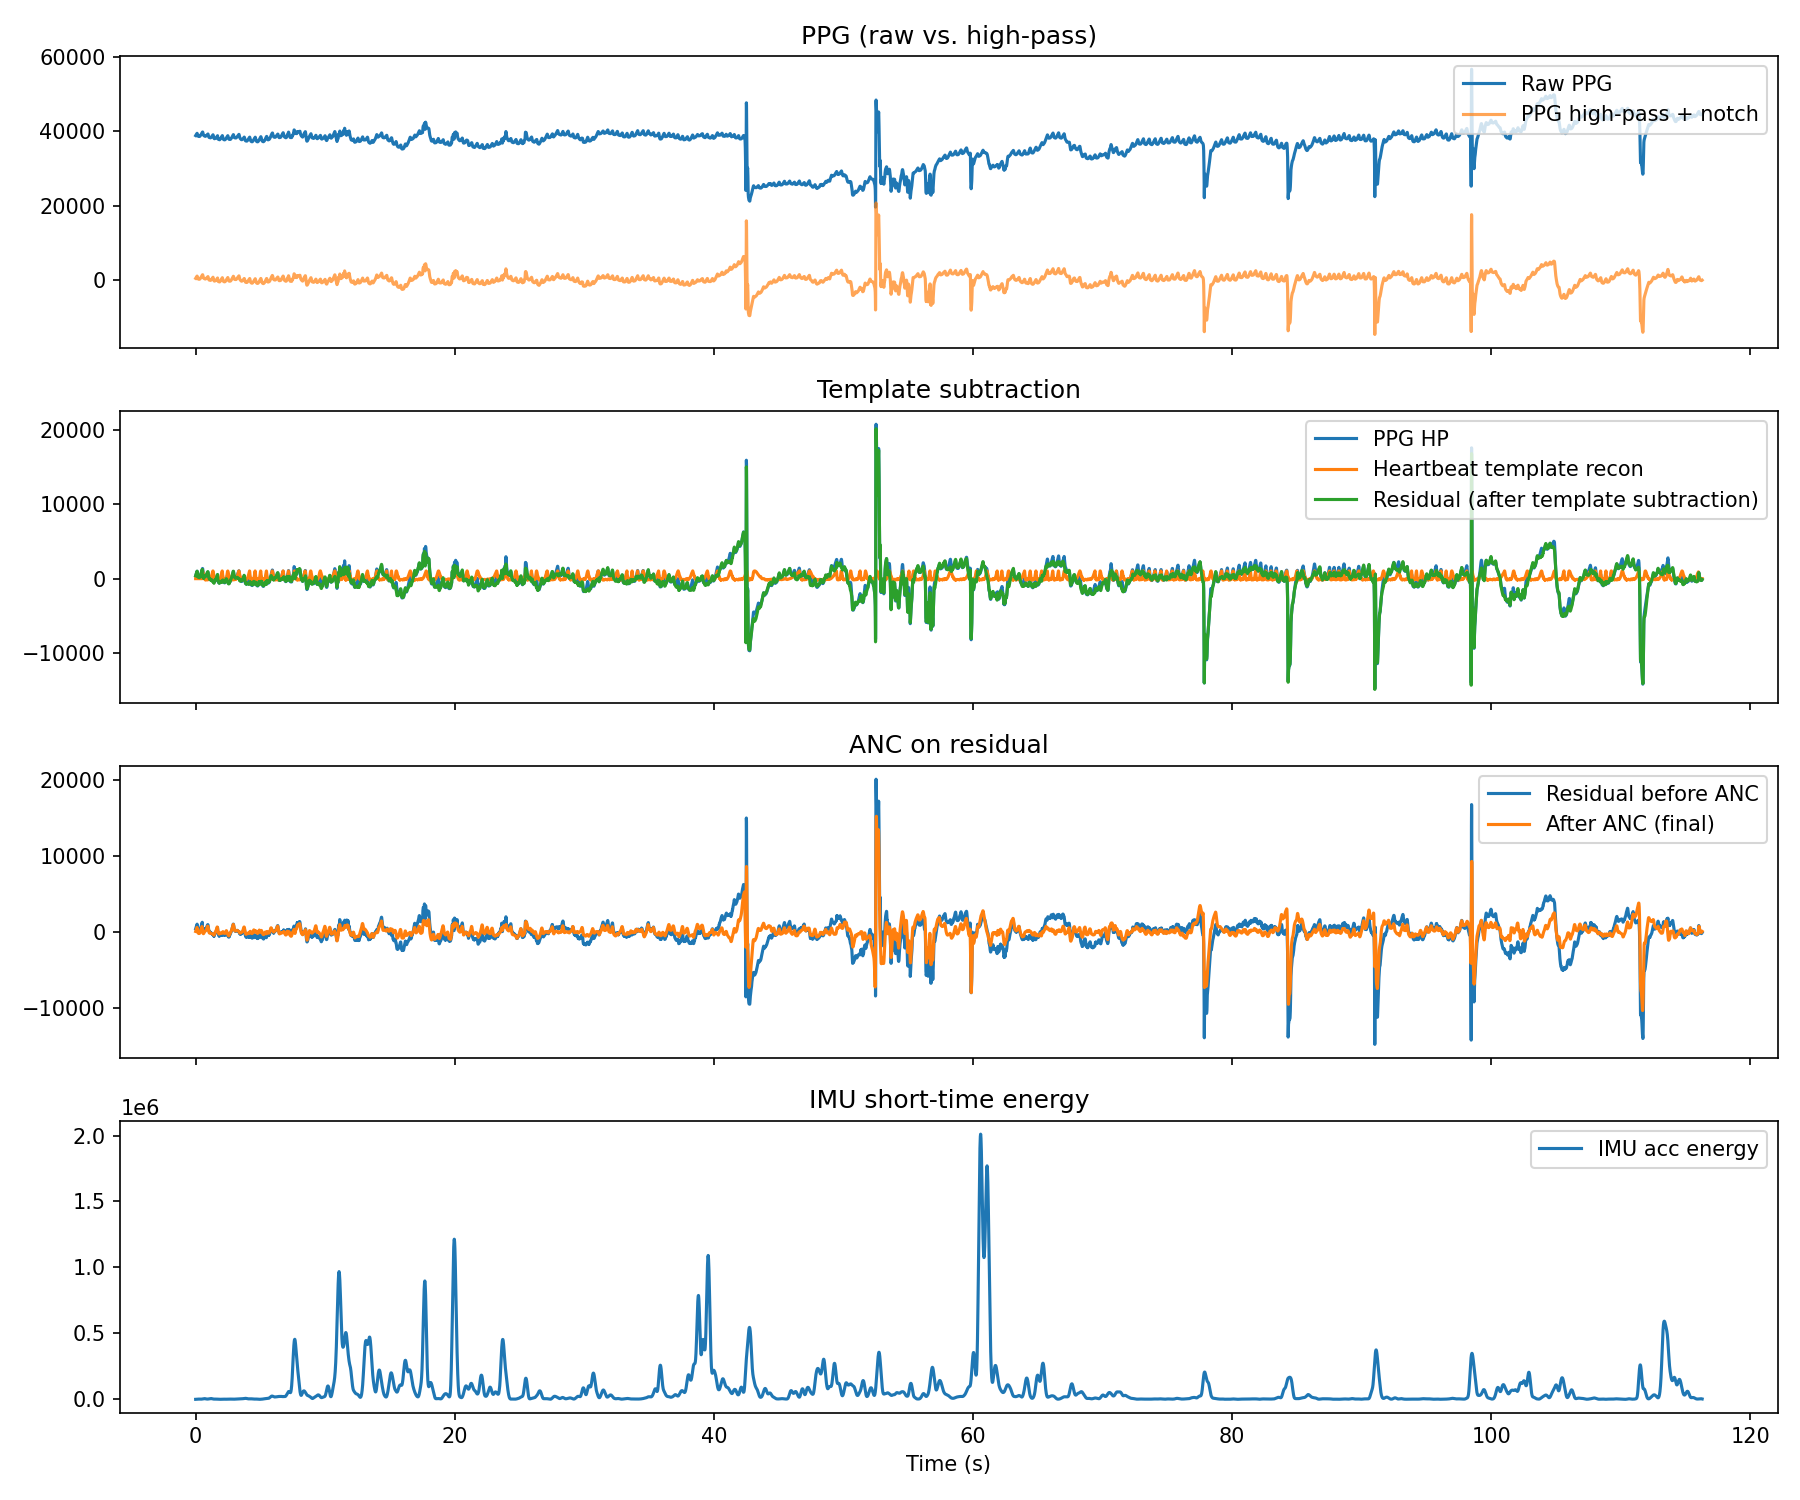 PPG (raw vs. high-pass)
60000
40000
20000
0
Raw PPG
PPG high-pass + notch
Template subtraction
20000
10000
0
−10000
PPG HP
Heartbeat template recon
Residual (after template subtraction)
ANC on residual
20000
10000
0
−10000
Residual before ANC
After ANC (final)
IMU short-time energy
1e6
2.0
1.5
1.0
0.5
0.0
IMU acc energy
0 20 40 60 80 100 120
Time (s)